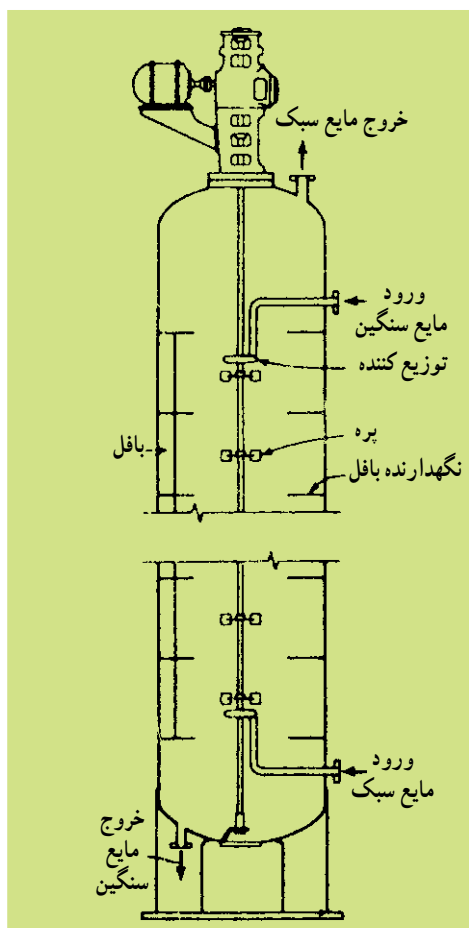 خروج مایع سبک
ورود
مایع سنگین
توزیع کننده
پره
بافل
نگهدارنده بافل
ورود
مایع سبک
خروج
مایع
سنگین